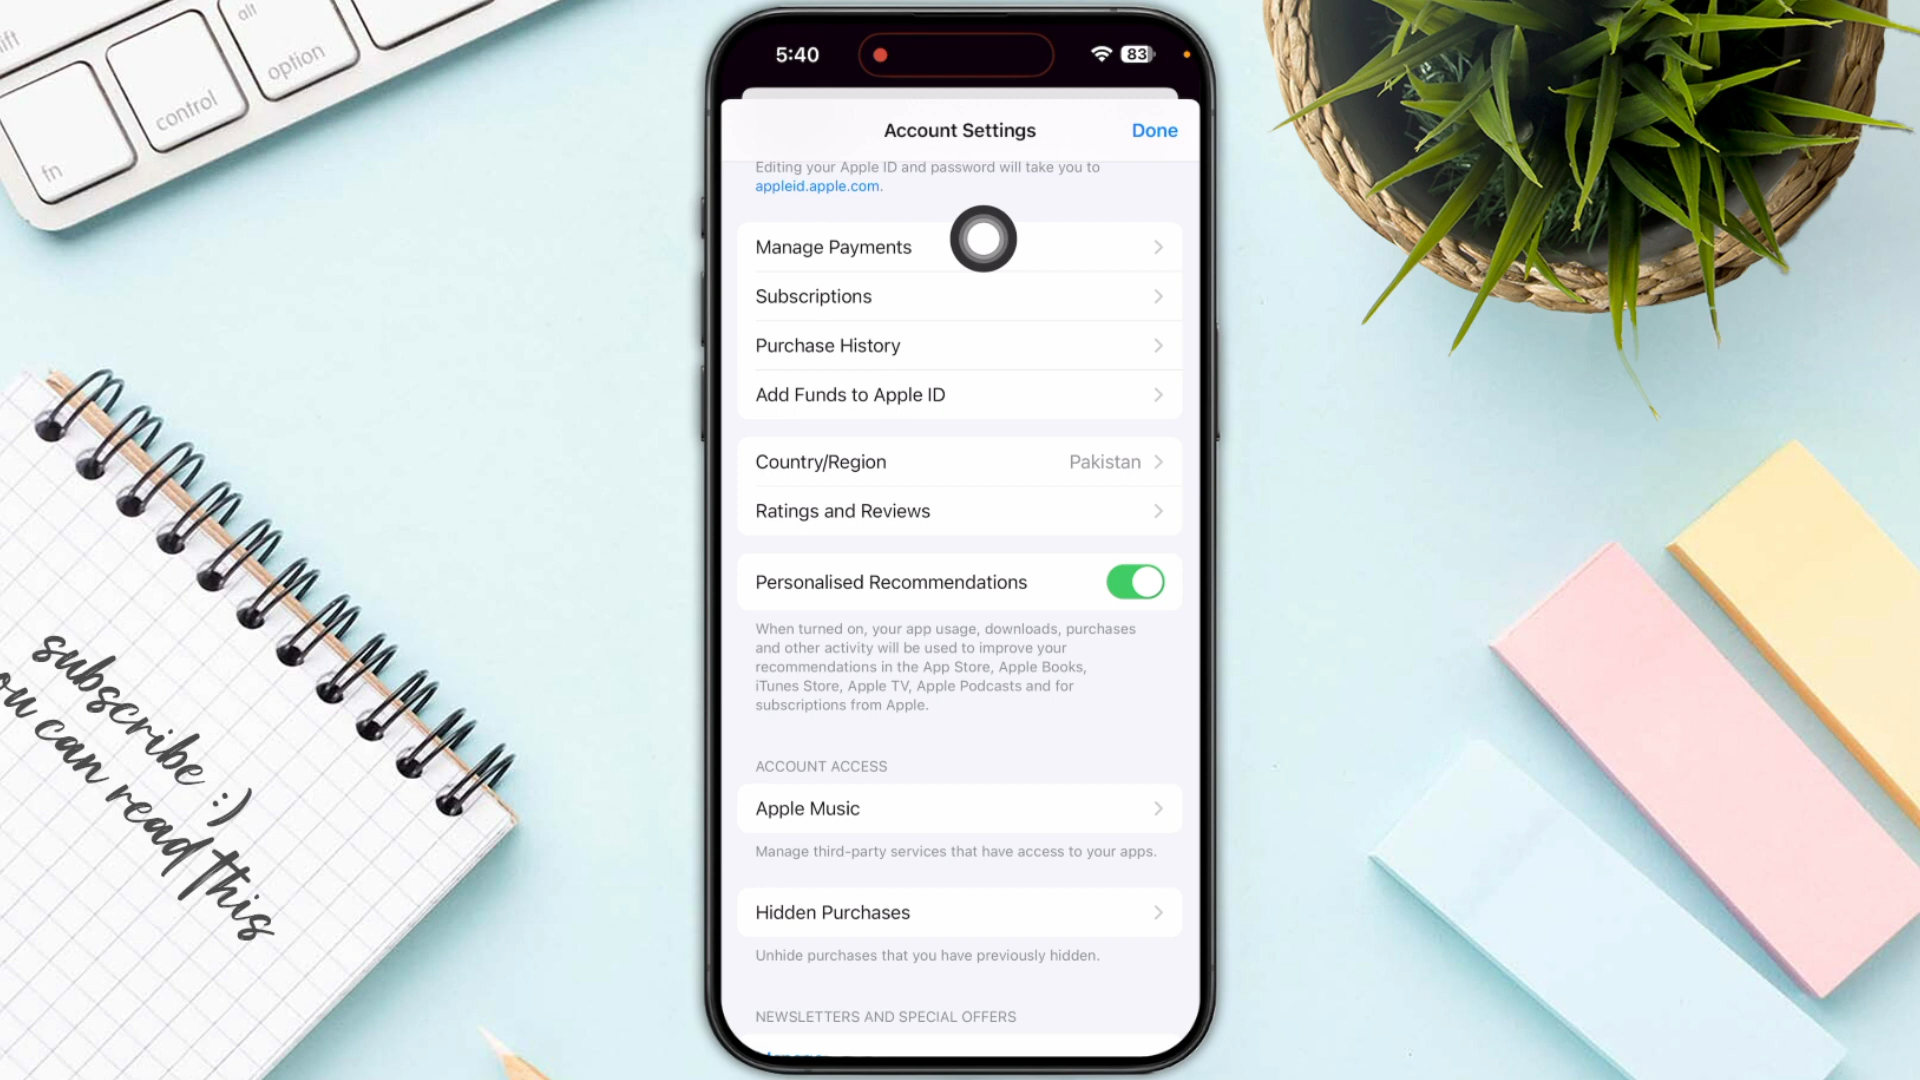 alt
option
control
fn
5:40
83
Account Settings
Done
Editing your Apple ID and password will take you to
appleid.apple.com.
Manage Payments
Subscriptions
Purchase History
Add Funds to Apple ID
Country/Region
Pakistan
Ratings and Reviews
Personalised Recommendations
When turned on, your app usage, downloads, purchases
and other activity will be used to improve your
recommendations in the App Store, Apple Books,
iTunes Store, Apple TV, Apple Podcasts and for
subscriptions from Apple.
ACCOUNT ACCESS
Apple Music
Manage third-party services that have access to your apps.
Hidden Purchases
Unhide purchases that you have previously hidden.
NEWSLETTERS AND SPECIAL OFFERS
subscribe :)
can read this